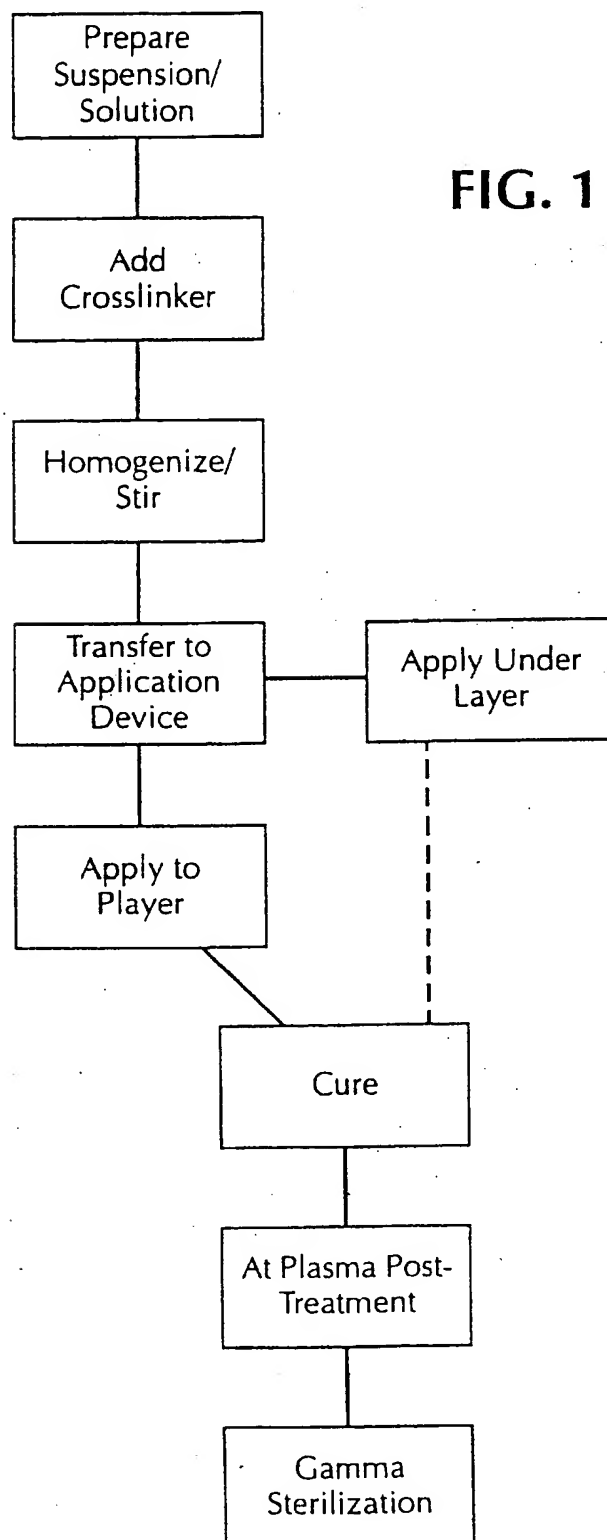 Prepare
Suspension/
Solution
FIG. 1
Add
Crosslinker
Homogenize/
Stir
Transfer to
Application
Device
Apply Under
Layer
Apply to
Player
Cure
At Plasma Post-
Treatment
Gamma
Sterilization